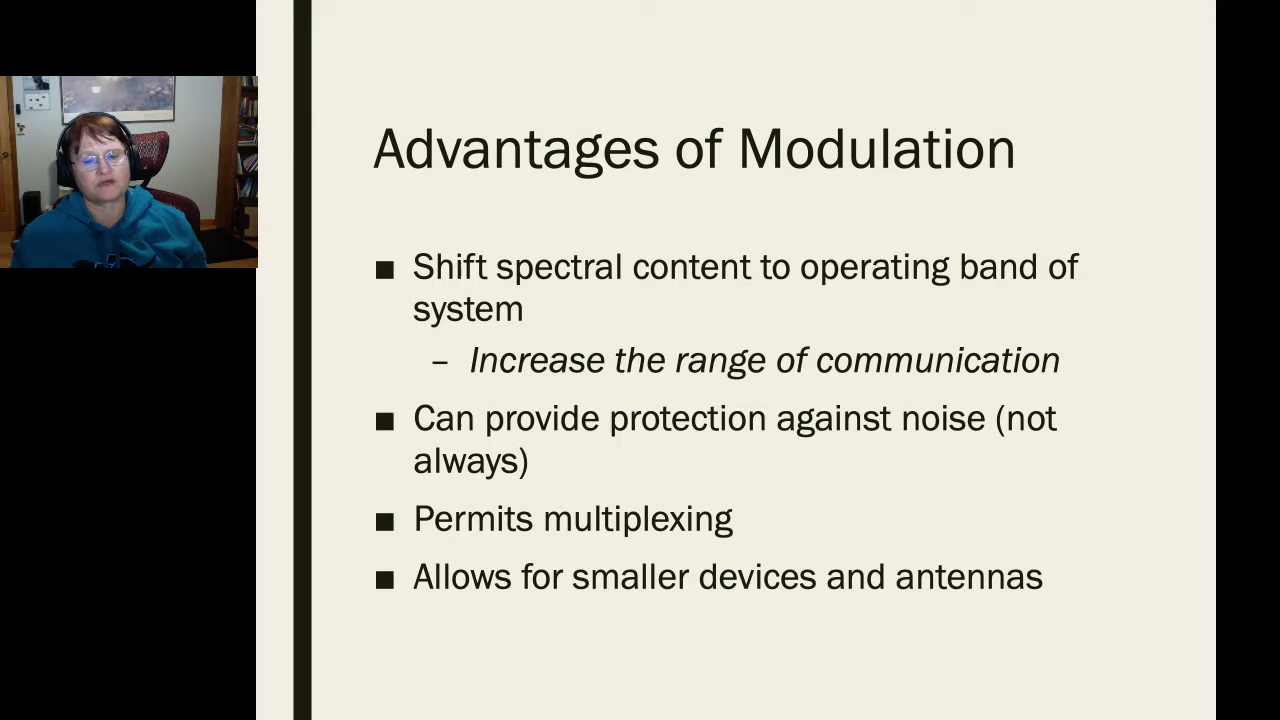 Advantages of Modulation
■ Shift spectral content to operating band of
system
– Increase the range of communication
■ Can provide protection against noise (not
always)
■ Permits multiplexing
■ Allows for smaller devices and antennas